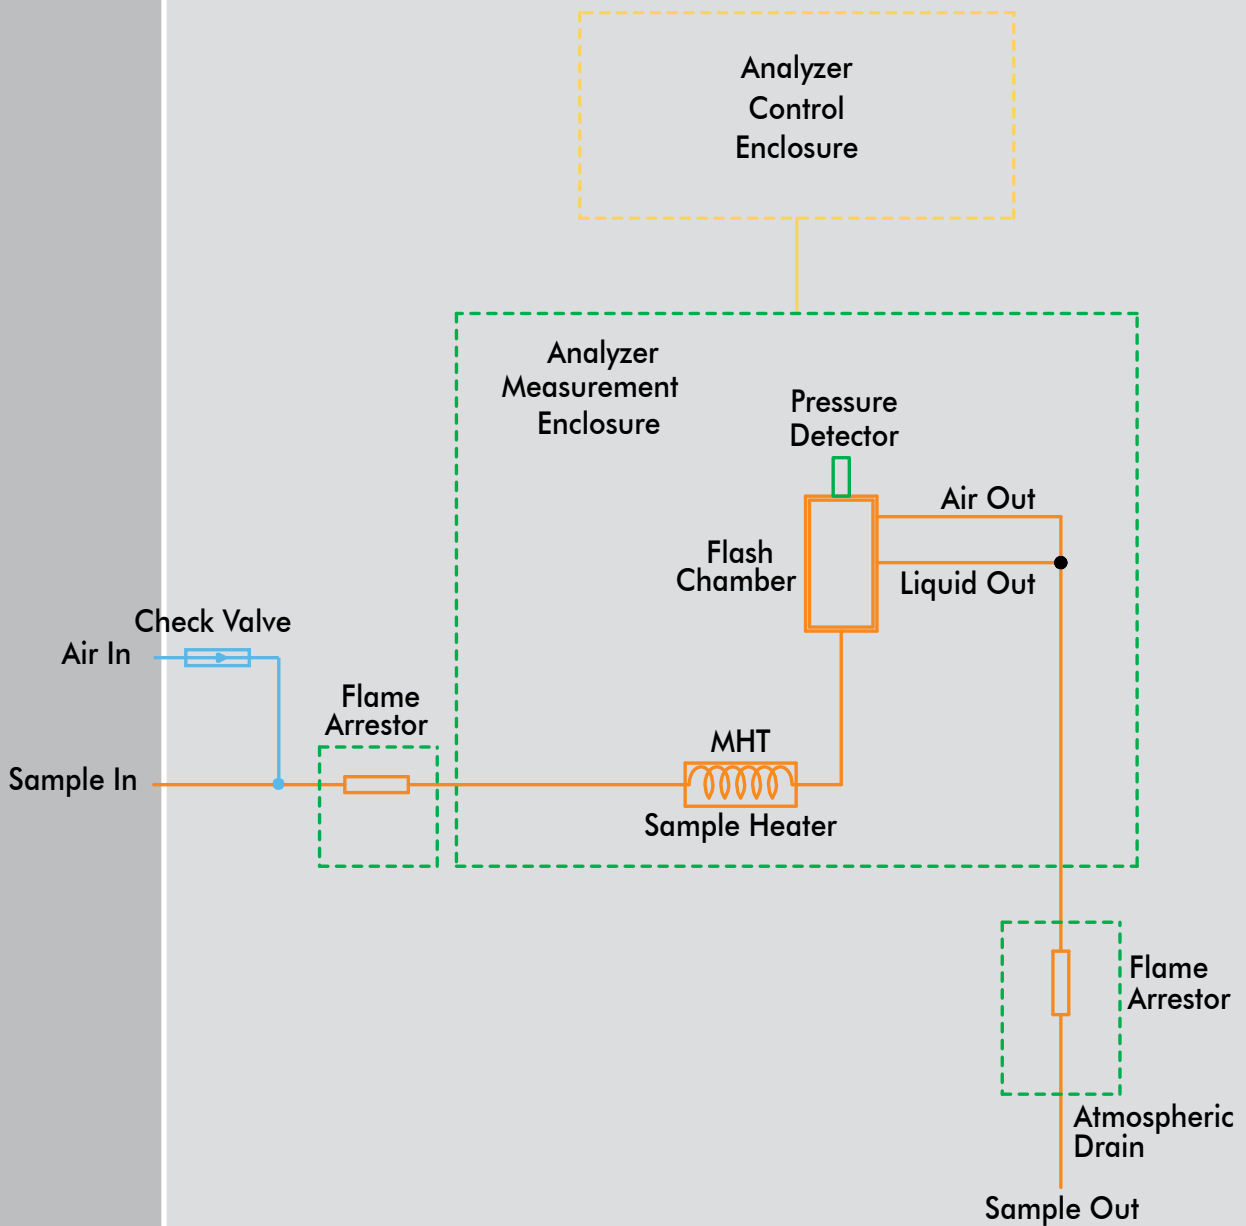 Analyzer
Control
Enclosure
Analyzer
Measurement
Enclosure
Pressure
Detector
Air Out
Flash
Chamber
Liquid Out
Check Valve
Air In
Flame
Arrestor
MHT
Sample In
Sample Heater
Flame
Arrestor
Atmospheric
Drain
Sample Out